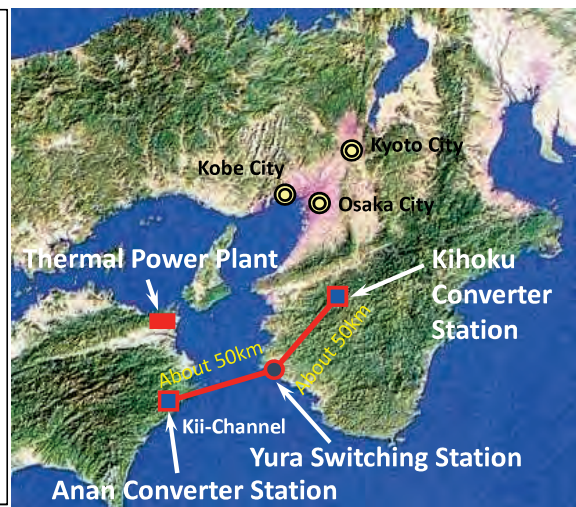 Kyoto City
Kobe City
Osaka City
Thermal Power Plant
Kihoku
Converter
Station
About 50km
About 50km
Kii-Channel
Yura Switching Station
Anan Converter Station